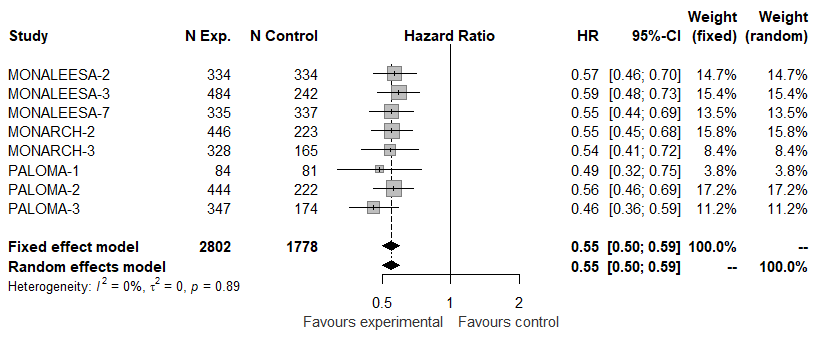 Weight Weight
Study N Exp. N Control Hazard Ratio HR 95%-CI (fixed) (random)
MONALEESA-2 334 334 0.57 [0.46; 0.70] 14.7% 14.7%
MONALEESA-3 484 242 0.59 [0.48; 0.73] 15.4% 15.4%
MONALEESA-7 335 337 0.55 [0.44; 0.69] 13.5% 13.5%
MONARCH-2 446 223 0.55 [0.45; 0.68] 15.8% 15.8%
MONARCH-3 328 165 0.54 [0.41; 0.72] 8.4% 8.4%
PALOMA-1 84 81 0.49 [0.32; 0.75] 3.8% 3.8%
PALOMA-2 444 222 0.56 [0.46; 0.69] 17.2% 17.2%
PALOMA-3 347 174 0.46 [0.36; 0.59] 11.2% 11.2%
Fixed effect model 2802 1778 0.55 [0.50; 0.59] 100.0% --
Random effects model 0.55 [0.50; 0.59] -- 100.0%
Heterogeneity: I² = 0%, τ² = 0, p = 0.89
0.5 1 2
Favours experimental Favours control